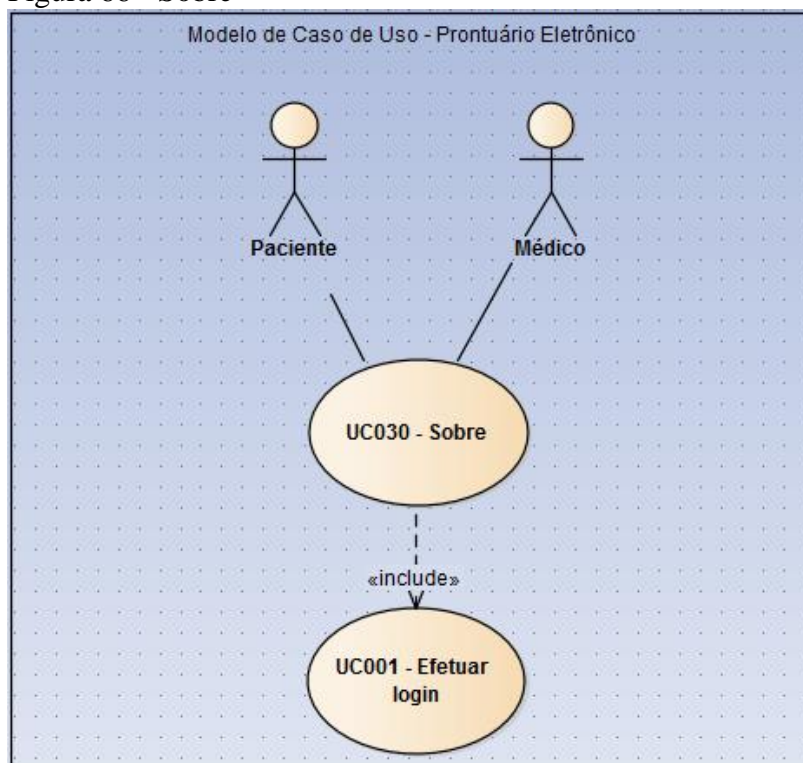 Modelo de Caso de Uso - Prontuário Eletrônico
Paciente
Médico
UC030 - Sobre
«include»
UC001 - Efetuar
login